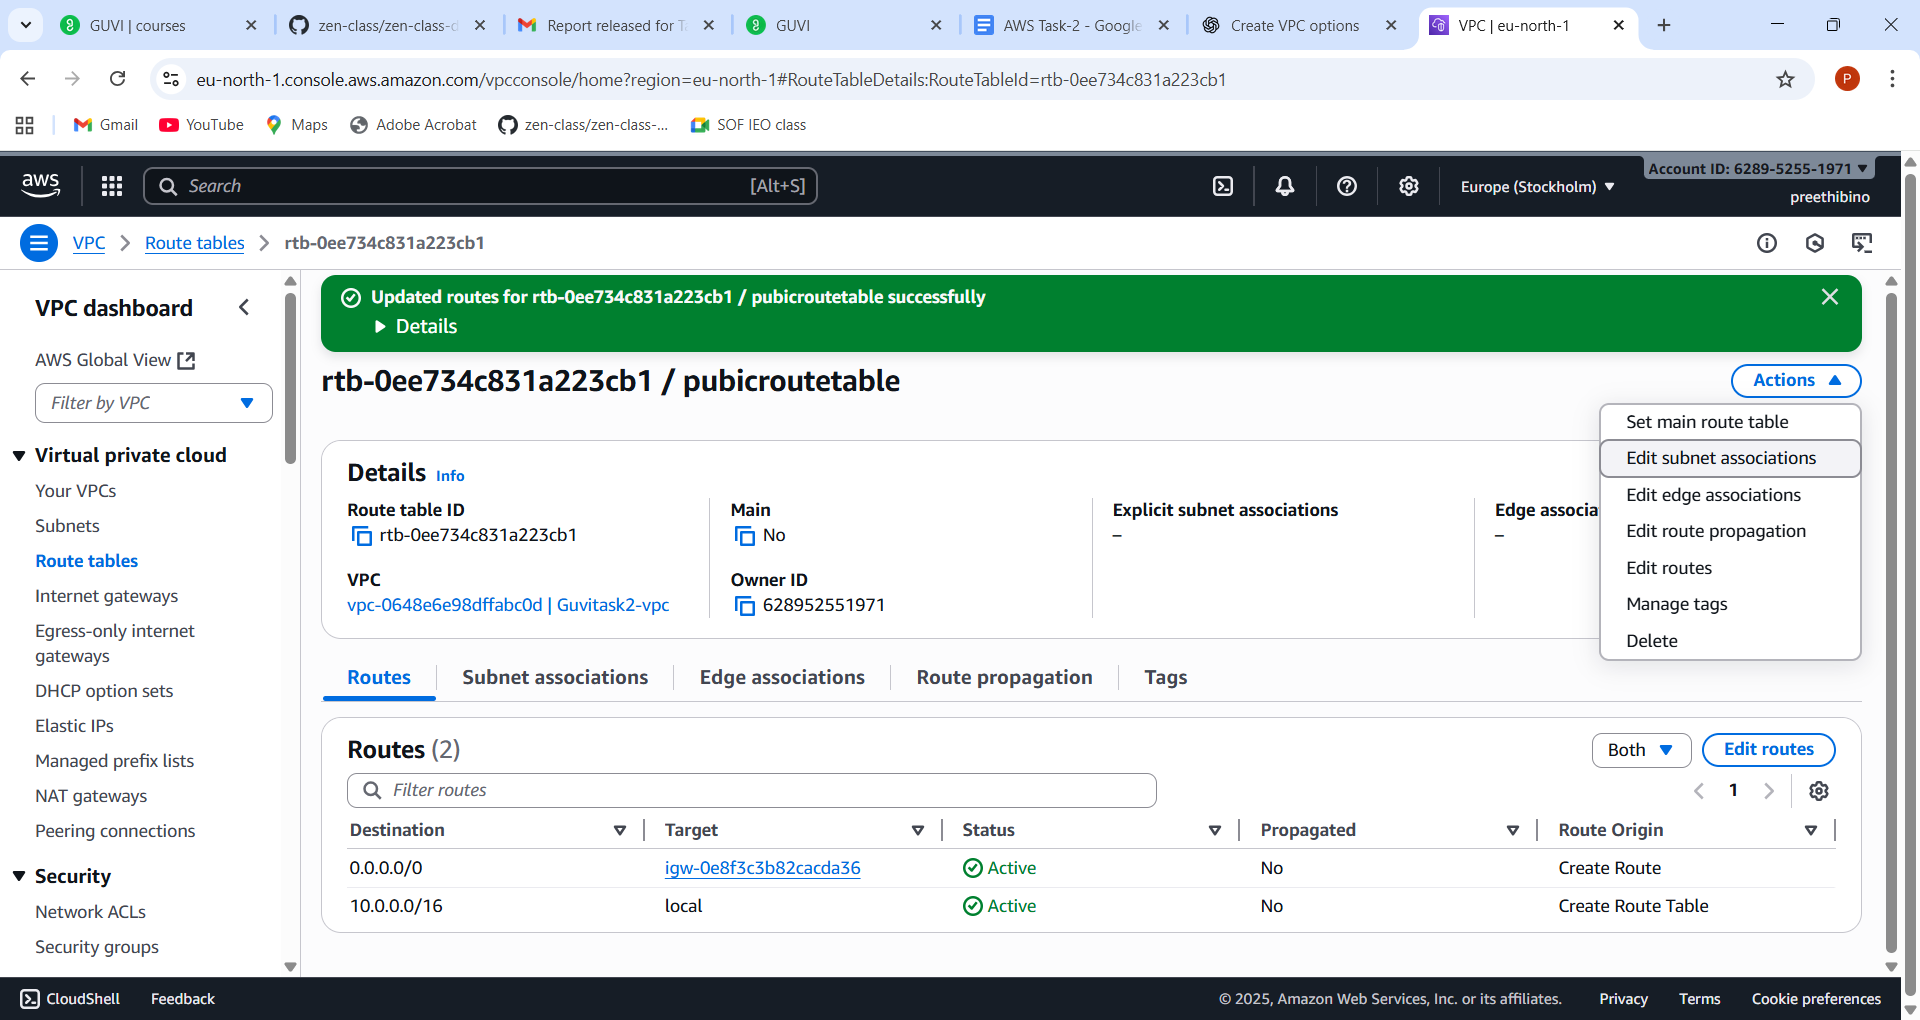 GUVI | courses
zen-class/zen-class-d
Report released for Ta
GUVI
AWS Task-2 - Google
Create VPC options
VPC | eu-north-1
eu-north-1.console.aws.amazon.com/vpcconsole/home?region=eu-north-1#RouteTableDetails:RouteTableId=rtb-0ee734c831a223cb1
P
Gmail
YouTube
Maps
Adobe Acrobat
zen-class/zen-class-...
SOF IEO class
aws
Search
[Alt+S]
Europe (Stockholm)
Account ID: 6289-5255-1971
preethibino
VPC
Route tables
rtb-0ee734c831a223cb1
VPC dashboard
AWS Global View
Filter by VPC
Virtual private cloud
Your VPCs
Subnets
Route tables
Internet gateways
Egress-only internet
gateways
DHCP option sets
Elastic IPs
Managed prefix lists
NAT gateways
Peering connections
Security
Network ACLs
Security groups
Updated routes for rtb-0ee734c831a223cb1 / pubicroutetable successfully
Details
rtb-0ee734c831a223cb1 / pubicroutetable
Actions
Set main route table
Edit subnet associations
Edit edge associations
Edit route propagation
Edit routes
Manage tags
Delete
Details Info
Route table ID
rtb-0ee734c831a223cb1
Main
No
Explicit subnet associations
–
Edge associa
–
VPC
vpc-0648e6e98dffabc0d | Guvitask2-vpc
Owner ID
628952551971
Routes
Subnet associations
Edge associations
Route propagation
Tags
Routes (2)
Both
Edit routes
Filter routes
1
Destination Target Status Propagated Route Origin
0.0.0.0/0 igw-0e8f3c3b82cacda36 Active No Create Route
10.0.0.0/16 local Active No Create Route Table
CloudShell
Feedback
© 2025, Amazon Web Services, Inc. or its affiliates.
Privacy
Terms
Cookie preferences